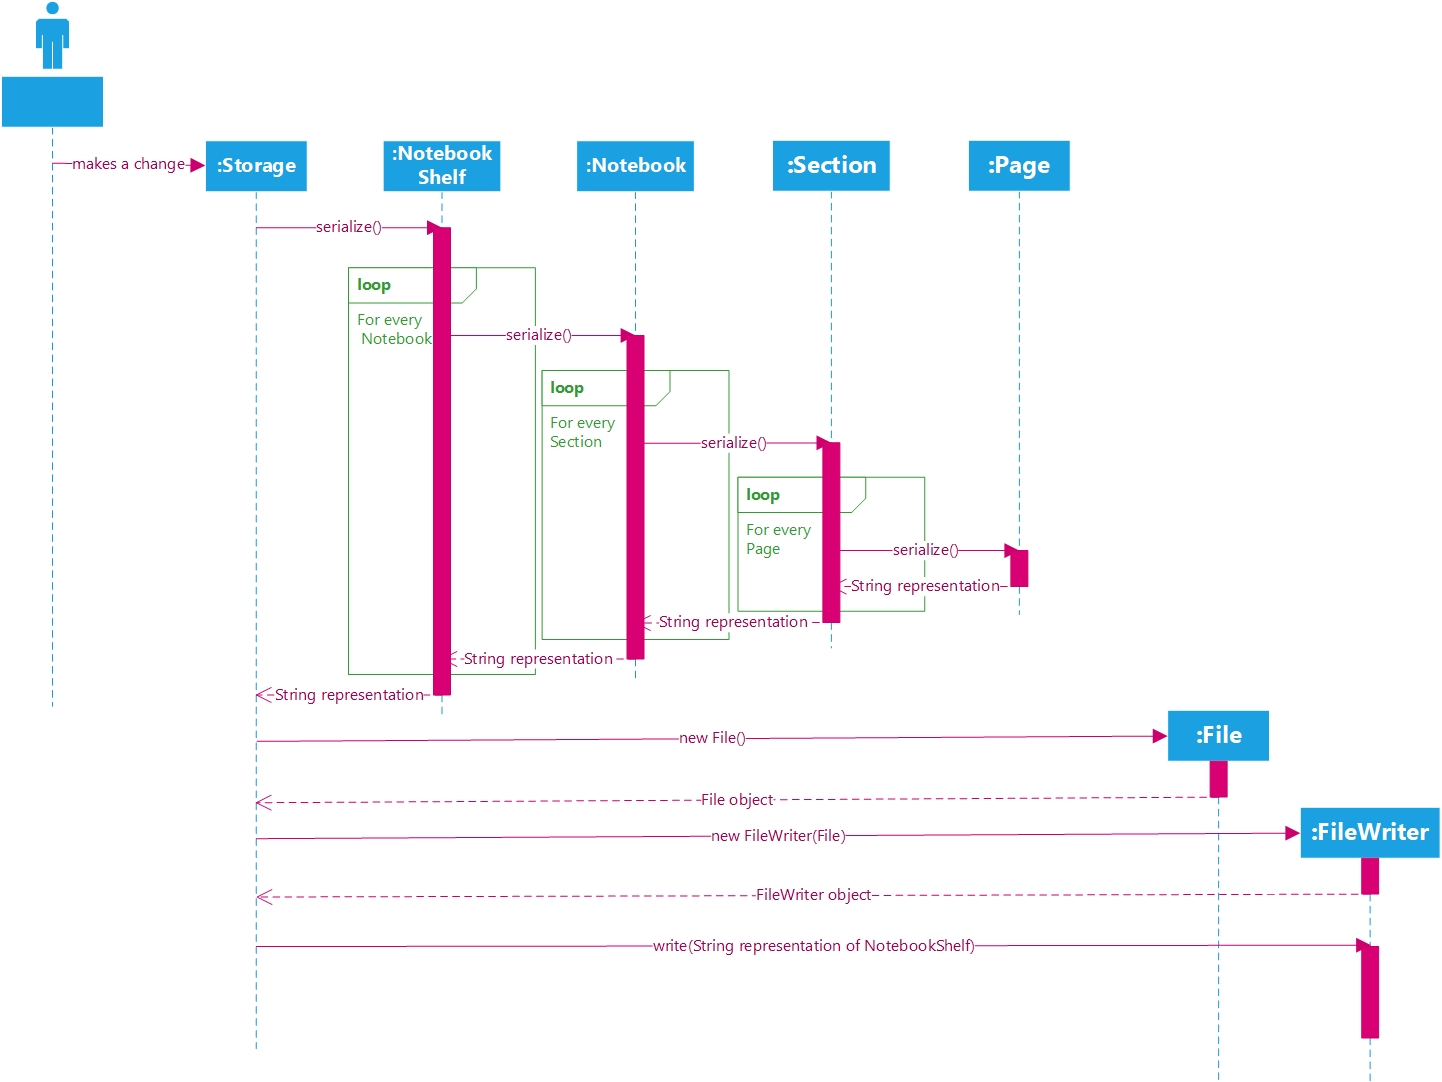 makes a change
:Storage
:Notebook
Shelf
:Notebook
:Section
:Page
serialize()
loop
For every
Notebook
serialize()
loop
For every
Section
serialize()
loop
For every
Page
serialize()
String representation
String representation
String representation
String representation
new File()
:File
File object
new FileWriter(File)
:FileWriter
FileWriter object
write(String representation of NotebookShelf)